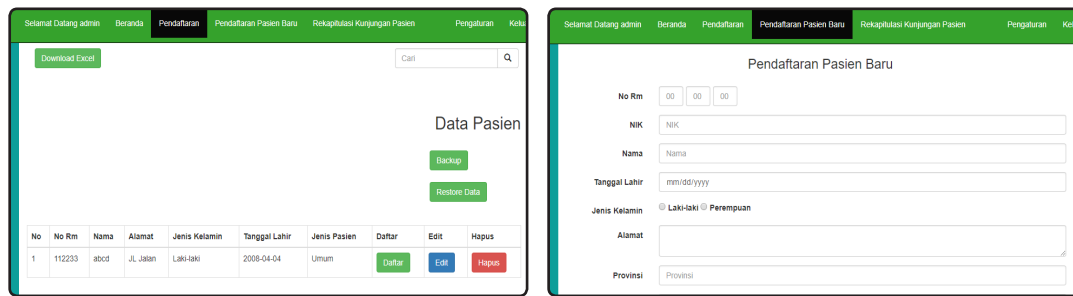 Selamat Datang admin Beranda Pendaftaran Pendaftaran Pasien Baru Rekapitulasi Kunjungan Pasien Pengaturan
Download Excel Cari
Data Pasien
Backup
Restore Data
No No Rm Nama Alamat Jenis Kelamin Tanggal Lahir Jenis Pasien Daftar Edit Hapus
1 112233 abcd JL Jalan Laki-laki 2008-04-04 Umum Daftar Edit Hapus
Selamat Datang admin Beranda Pendaftaran Pendaftaran Pasien Baru Rekapitulasi Kunjungan Pasien Pengaturan
Pendaftaran Pasien Baru
No Rm 00 00 00
NIK NIK
Nama Nama
Tanggal Lahir mm/dd/yyyy
Jenis Kelamin Laki-laki Perempuan
Alamat
Provinsi Provinsi